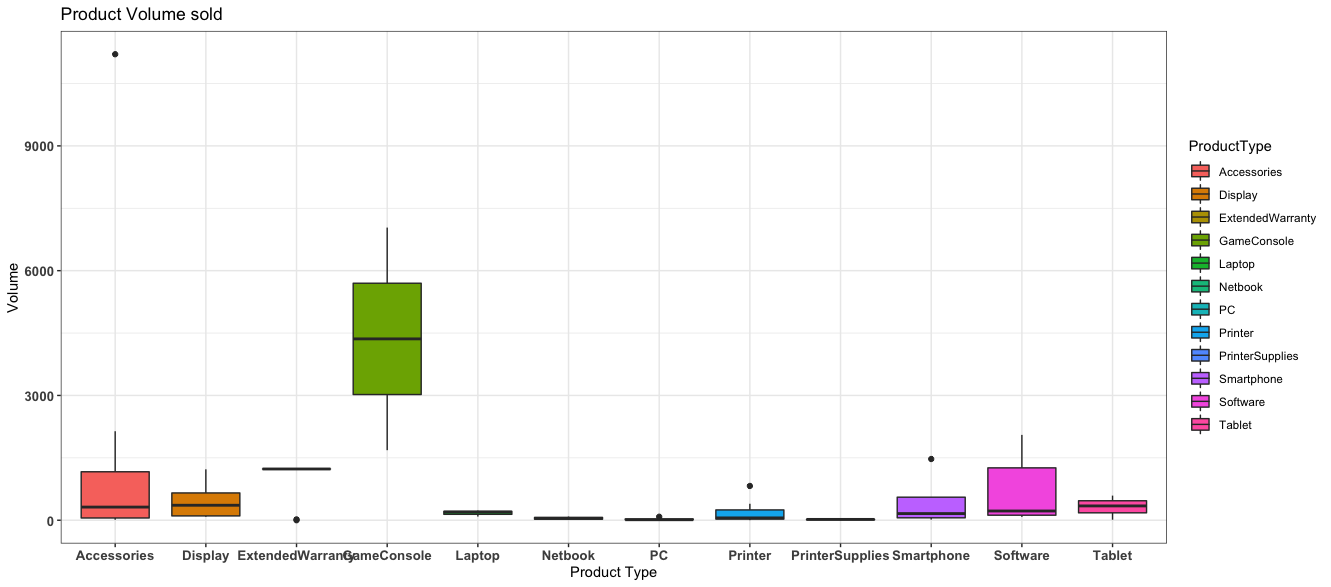 Product Volume sold
9000
6000
3000
0
Volume
Accessories Display ExtendedWarranty GameConsole Laptop Netbook PC Printer PrinterSupplies Smartphone Software Tablet
Product Type
ProductType
Accessories
Display
ExtendedWarranty
GameConsole
Laptop
Netbook
PC
Printer
PrinterSupplies
Smartphone
Software
Tablet